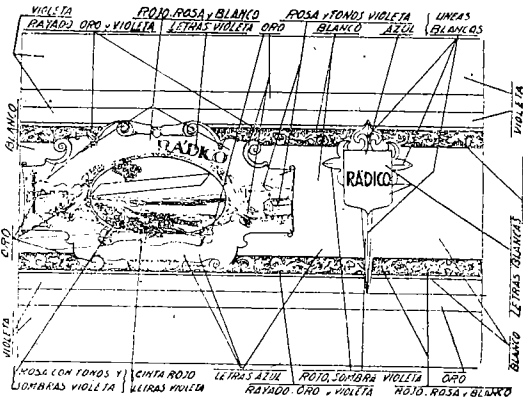 VIOLETA
ROJO, ROSA Y BLANCO
ROSA Y TONOS VIOLETA
LINEAS
RAYADO ORO Y VIOLETA
LETRAS VIOLETA
ORO
BLANCO
AZUL
BLANCAS
BLANCO
ORO
VIOLETA
RADICO
RADICO
VIOLETA
LETRAS BLANCAS
BLANCO
ROSA CON TONOS Y
SOMBRAS VIOLETA
CINTA ROJO
LETRAS VIOLETA
LETRAS AZUL
ROJO, SOMBRA VIOLETA
ORO
RAYADO ORO Y VIOLETA
ROJO, ROSA Y BLANCO